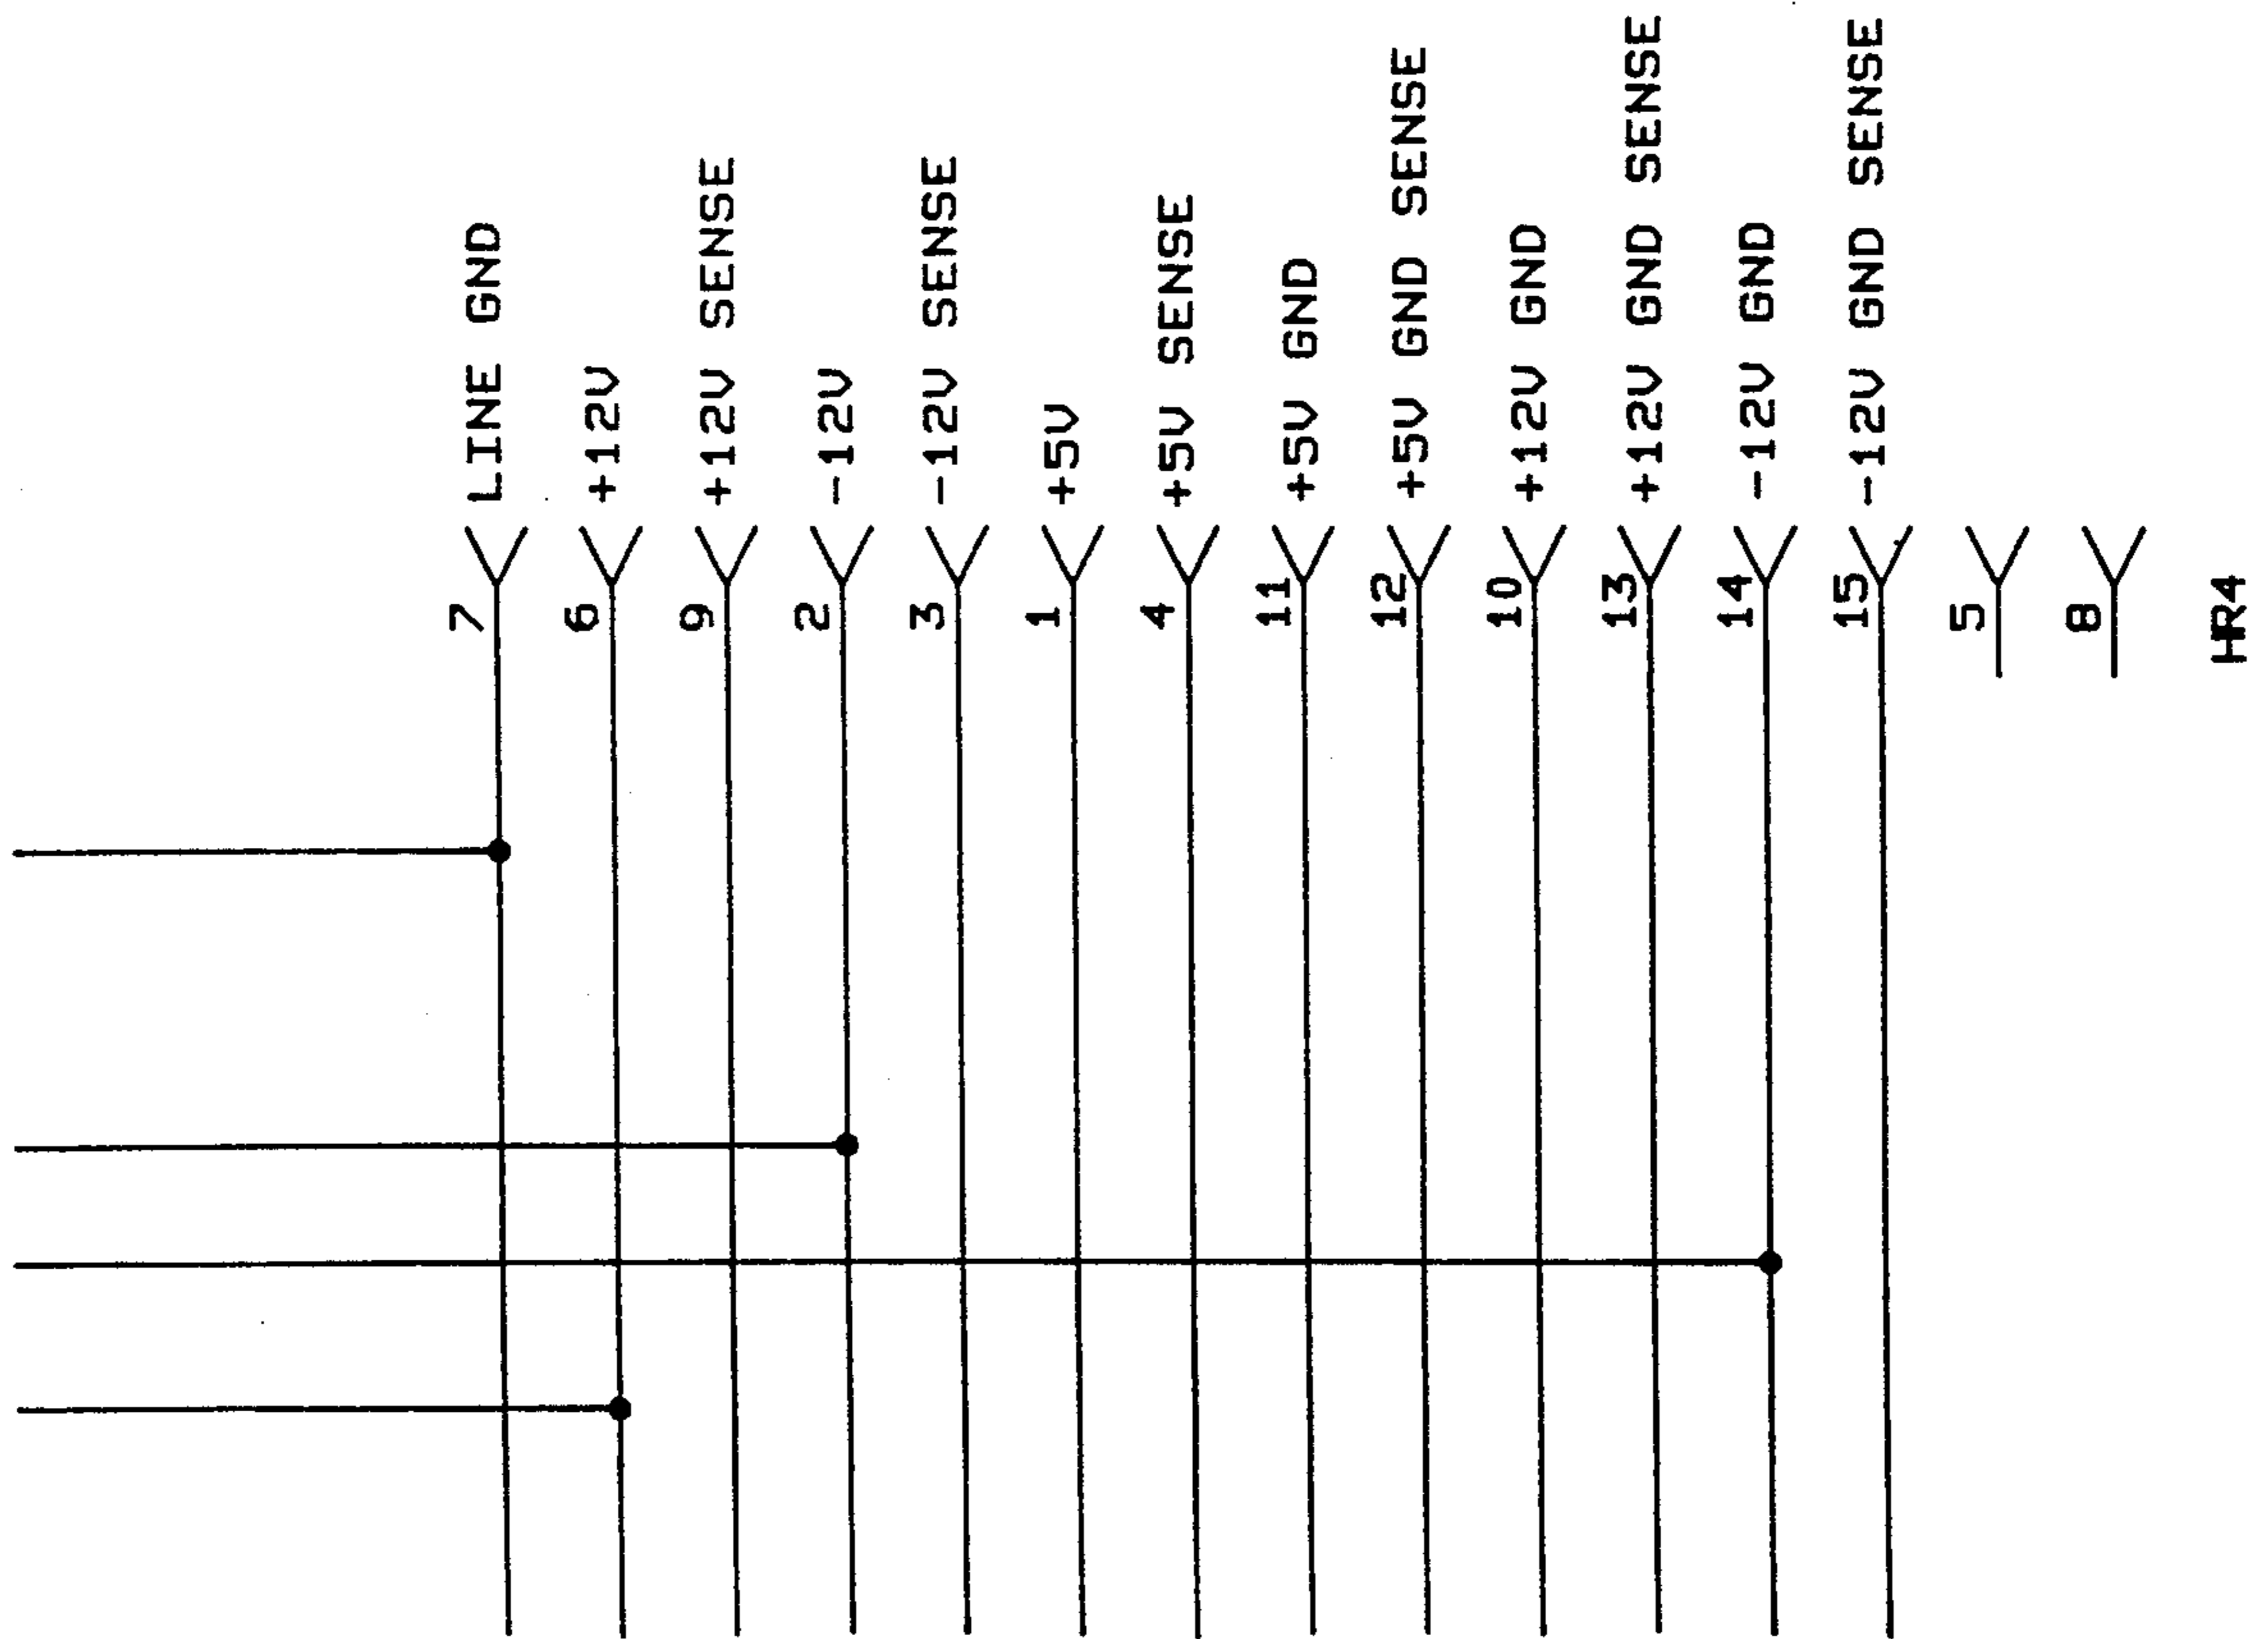 7 LINE GND
6 +12V
9 +12V SENSE
2 -12V
3 -12V SENSE
1 +5V
4 +5V SENSE
11 +5V GND
12 +5V GND SENSE
10 +12V GND
13 +12V GND SENSE
14 -12V GND
15 -12V GND SENSE
5
8
HR4